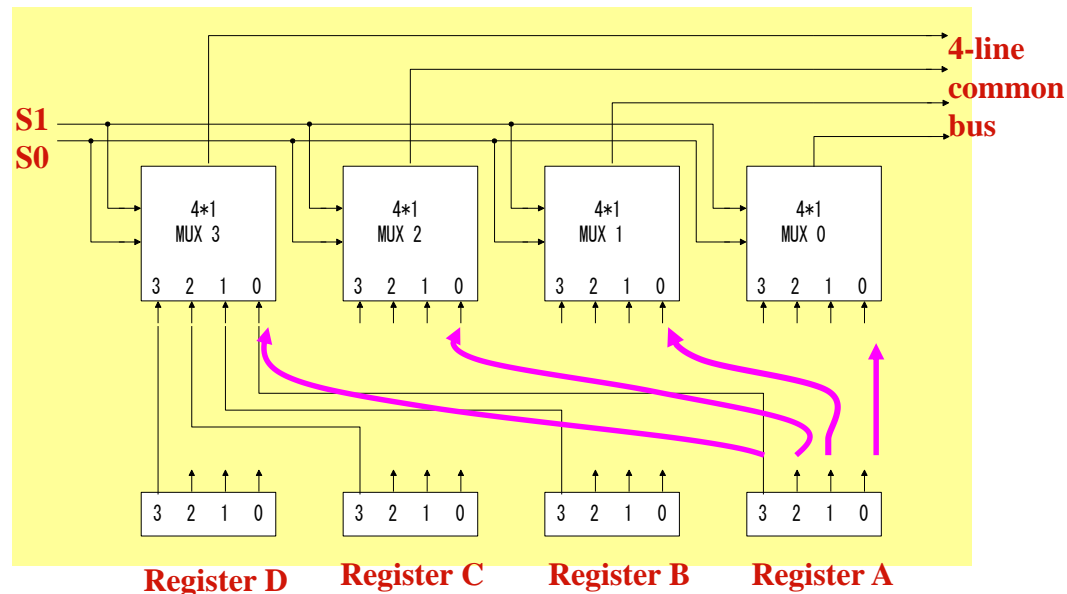 4-line
common
bus
S1
S0
4*1
MUX 3
4*1
MUX 2
4*1
MUX 1
4*1
MUX 0
3 2 1 0
3 2 1 0
3 2 1 0
3 2 1 0
3 2 1 0
3 2 1 0
3 2 1 0
3 2 1 0
Register D
Register C
Register B
Register A